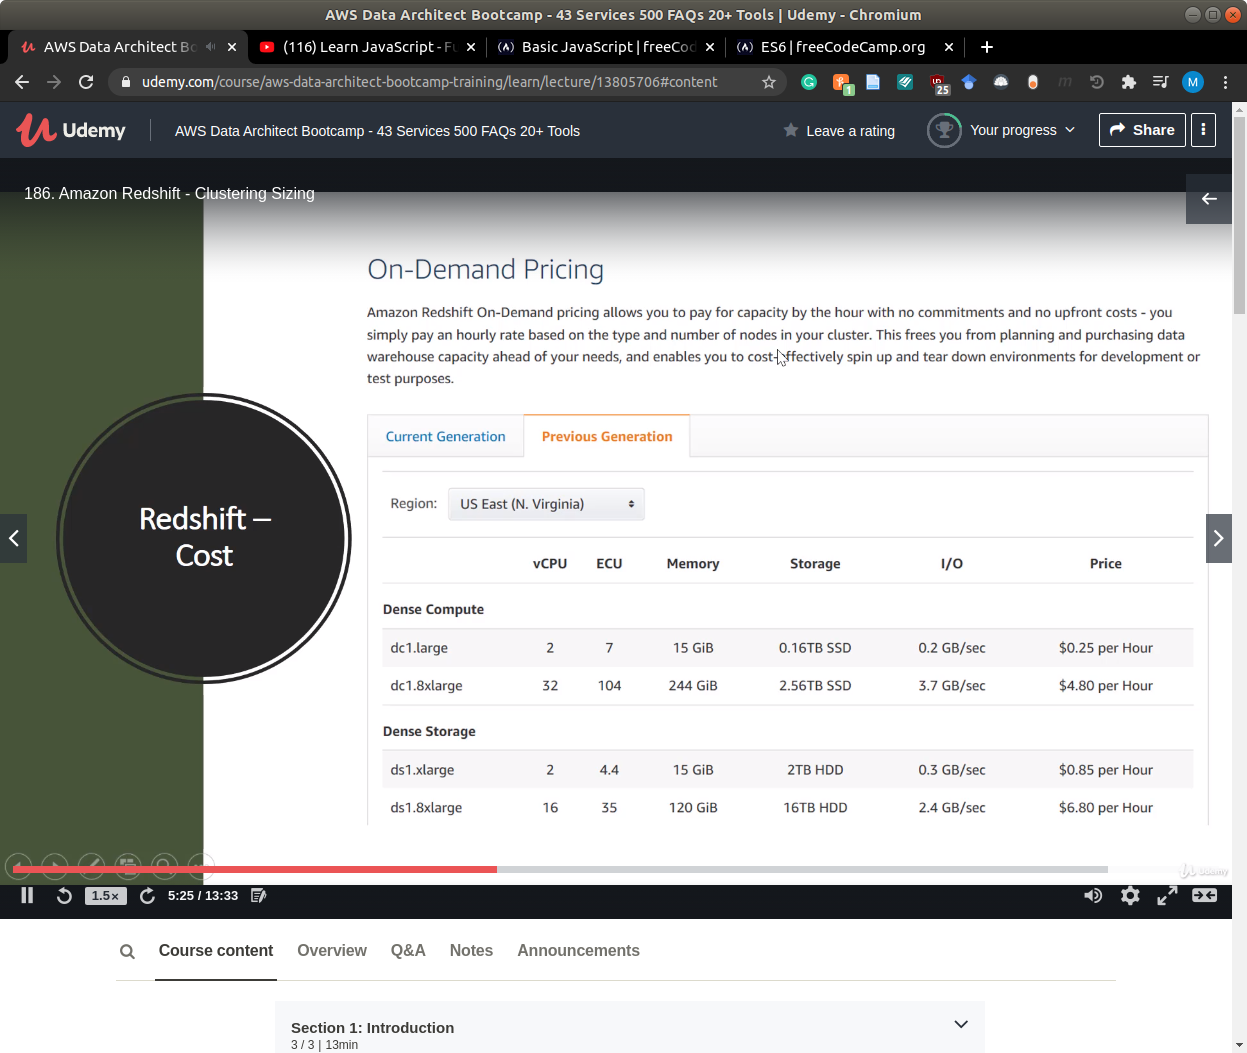 AWS Data Architect Bootcamp - 43 Services 500 FAQs 20+ Tools | Udemy - Chromium
AWS Data Architect Bo
(116) Learn JavaScript - Fu
Basic JavaScript | freeCod
ES6 | freeCodeCamp.org
udemy.com/course/aws-data-architect-bootcamp-training/learn/lecture/13805706#content
1
25
M
Udemy
AWS Data Architect Bootcamp - 43 Services 500 FAQs 20+ Tools
Leave a rating
Your progress
Share
186. Amazon Redshift - Clustering Sizing
On-Demand Pricing
Amazon Redshift On-Demand pricing allows you to pay for capacity by the hour with no commitments and no upfront costs - you
simply pay an hourly rate based on the type and number of nodes in your cluster. This frees you from planning and purchasing data
warehouse capacity ahead of your needs, and enables you to cost-effectively spin up and tear down environments for development or
test purposes.
Current Generation
Previous Generation
Region:
US East (N. Virginia)
Redshift –
Cost
vCPU ECU Memory Storage I/O Price
Dense Compute
dc1.large 2 7 15 GiB 0.16TB SSD 0.2 GB/sec $0.25 per Hour
dc1.8xlarge 32 104 244 GiB 2.56TB SSD 3.7 GB/sec $4.80 per Hour
Dense Storage
ds1.xlarge 2 4.4 15 GiB 2TB HDD 0.3 GB/sec $0.85 per Hour
ds1.8xlarge 16 35 120 GiB 16TB HDD 2.4 GB/sec $6.80 per Hour
Udemy
1.5×
5:25 / 13:33
Course content
Overview
Q&A
Notes
Announcements
Section 1: Introduction
3 / 3 | 13min